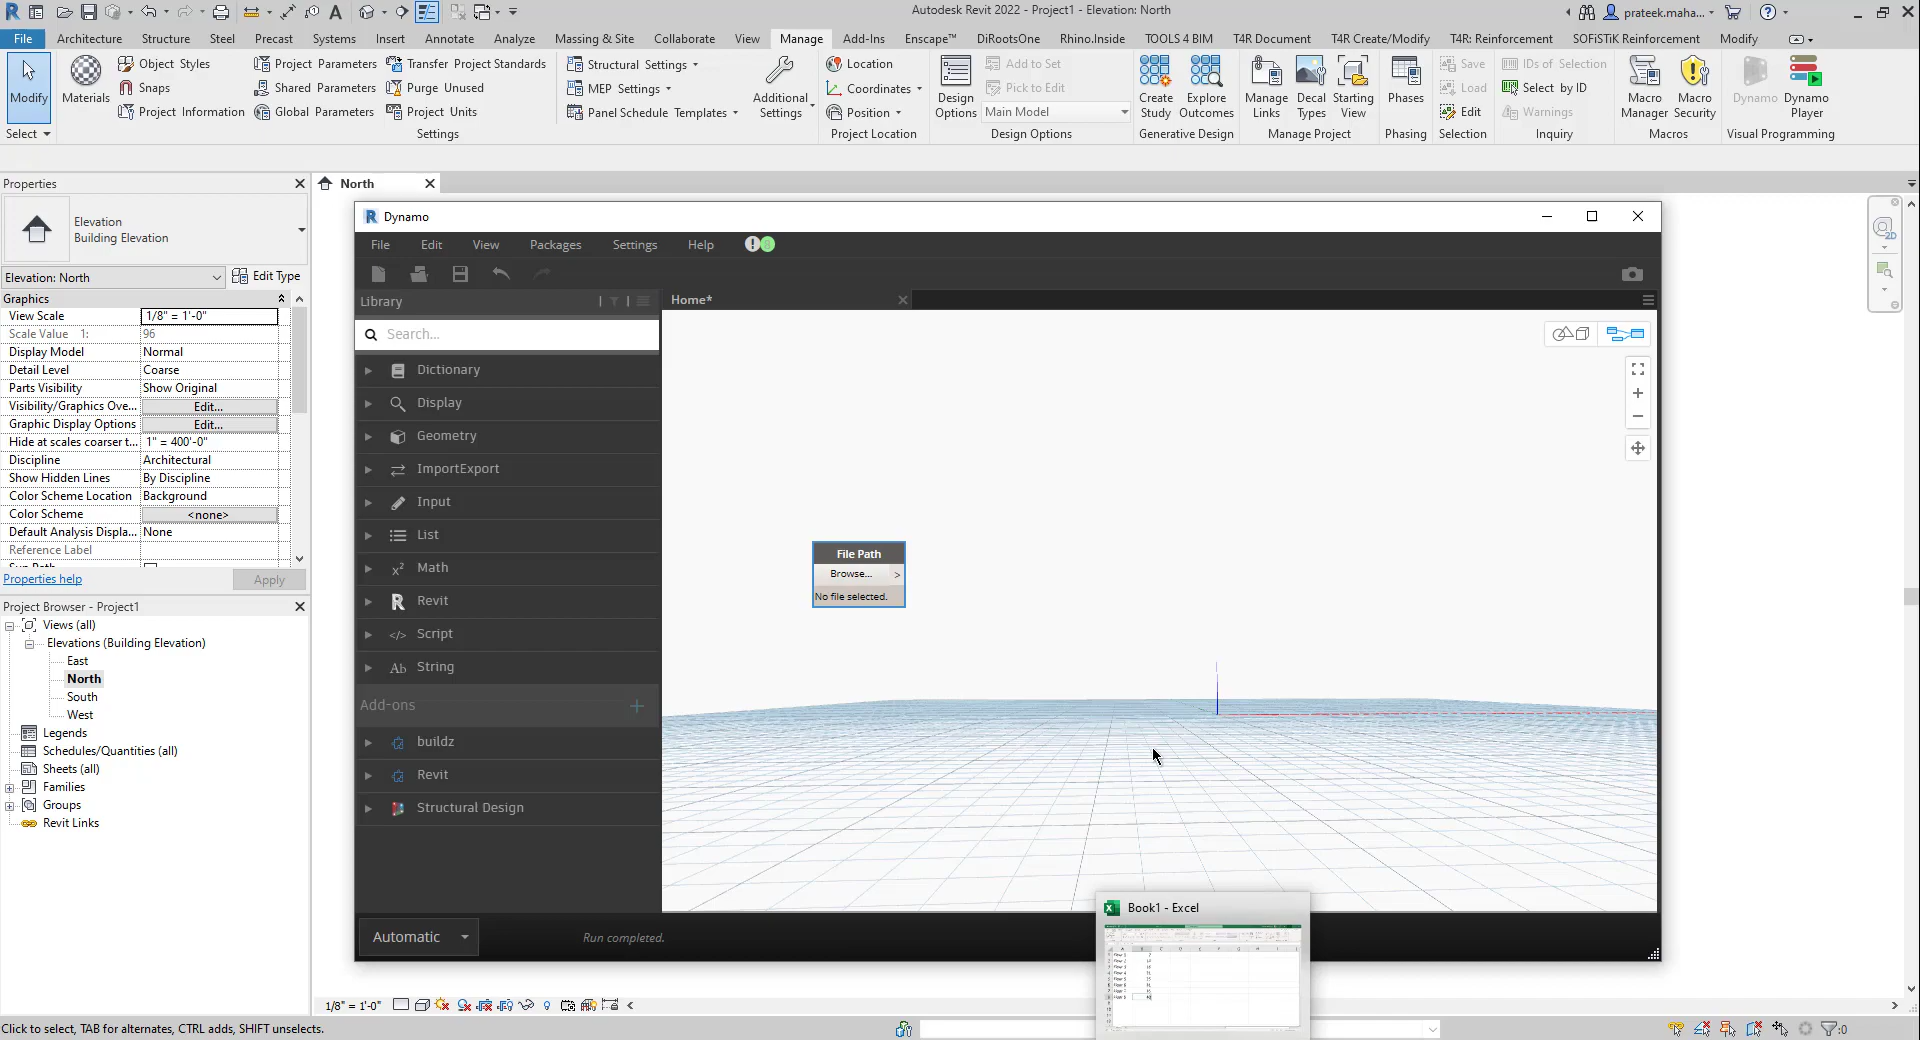 Autodesk Revit 2022 - Project1 - Elevation: North
prateek.maha...
File Architecture Structure Steel Precast Systems Insert Annotate Analyze Massing & Site Collaborate View Manage Add-Ins Enscape™ DiRootsOne Rhino.Inside TOOLS 4 BIM T4R Document T4R Create/Modify T4R: Reinforcement SOFiSTiK Reinforcement Modify
Modify
Select
Materials
Object Styles
Snaps
Project Information
Project Parameters
Shared Parameters
Global Parameters
Transfer Project Standards
Purge Unused
Project Units
Settings
Structural Settings
MEP Settings
Panel Schedule Templates
Additional Settings
Location
Coordinates
Position
Project Location
Design Options
Add to Set
Pick to Edit
Main Model
Design Options
Create Study
Explore Outcomes
Generative Design
Manage Links
Decal Types
Starting View
Manage Project
Phases
Phasing
Save
Load
Edit
Selection
IDs of Selection
Select by ID
Warnings
Inquiry
Macro Manager
Macro Security
Macros
Dynamo
Dynamo Player
Visual Programming
Properties
North
Elevation
Building Elevation
Elevation: North
Edit Type
Graphics
View Scale 1/8" = 1'-0"
Scale Value 1: 96
Display Model Normal
Detail Level Coarse
Parts Visibility Show Original
Visibility/Graphics Ove... Edit...
Graphic Display Options Edit...
Hide at scales coarser t... 1" = 400'-0"
Discipline Architectural
Show Hidden Lines By Discipline
Color Scheme Location Background
Color Scheme <none>
Default Analysis Displa... None
Reference Label
Properties help
Apply
Project Browser - Project1
Views (all)
Elevations (Building Elevation)
East
North
South
West
Legends
Schedules/Quantities (all)
Sheets (all)
Families
Groups
Revit Links
Dynamo
File Edit View Packages Settings Help
Library
Home*
Search...
Dictionary
Display
Geometry
ImportExport
Input
List
Math
Revit
Script
String
Add-ons
buildz
Revit
Structural Design
File Path
Browse... >
No file selected.
Automatic
Run completed.
Book1 - Excel
1/8" = 1'-0"
Click to select, TAB for alternates, CTRL adds, SHIFT unselects.
:0